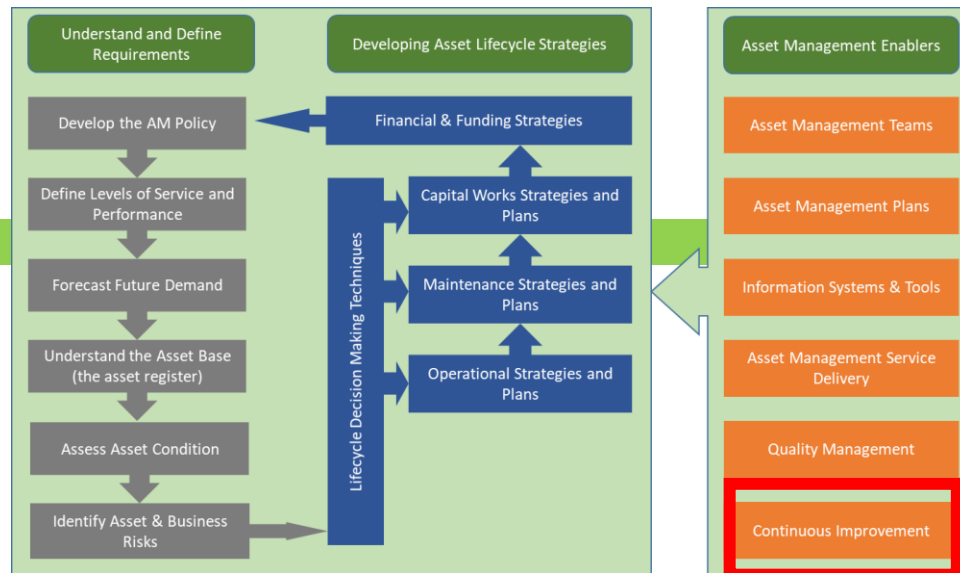 Understand and Define
Requirements
Develop the AM Policy
Define Levels of Service and
Performance
Forecast Future Demand
Understand the Asset Base
(the asset register)
Assess Asset Condition
Identify Asset & Business
Risks
Developing Asset Lifecycle Strategies
Financial & Funding Strategies
Lifecycle Decision Making Techniques
Capital Works Strategies and
Plans
Maintenance Strategies and
Plans
Operational Strategies and
Plans
Asset Management Enablers
Asset Management Teams
Asset Management Plans
Information Systems & Tools
Asset Management Service
Delivery
Quality Management
Continuous Improvement